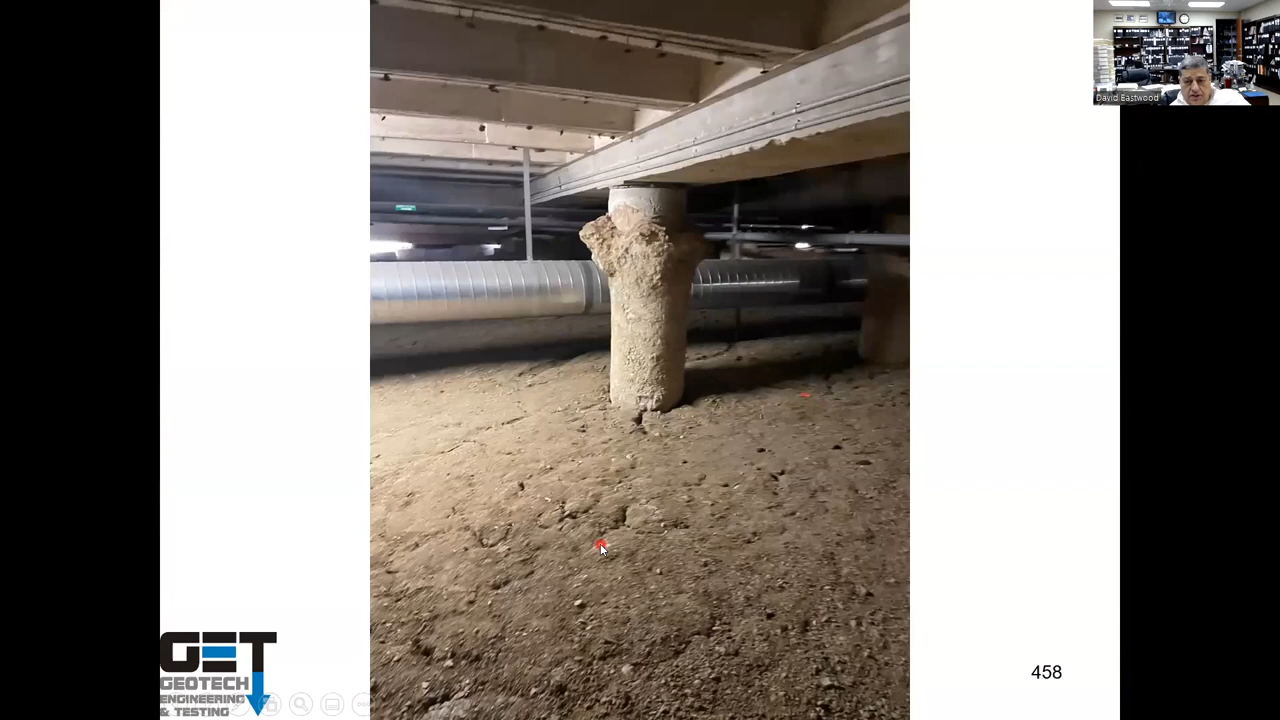 David Eastwood
GET
GEOTECH
ENGINEERING
& TESTING
458